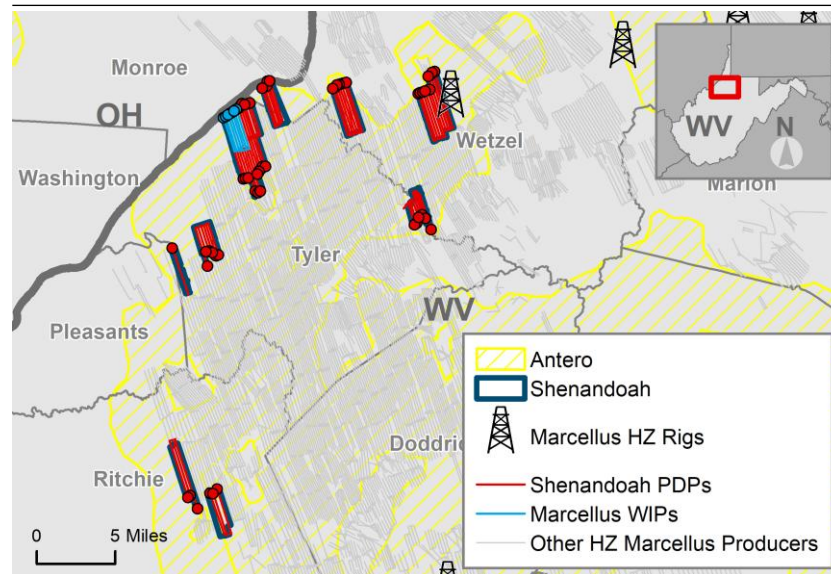 Monroe
OH
WV
N
Wetzel
Washington
Marion
Tyler
WV
Pleasants
Antero
Shenandoah
Doddri
Marcellus HZ Rigs
Ritchie
Shenandoah PDPs
Marcellus WIPs
0 5 Miles
Other HZ Marcellus Producers